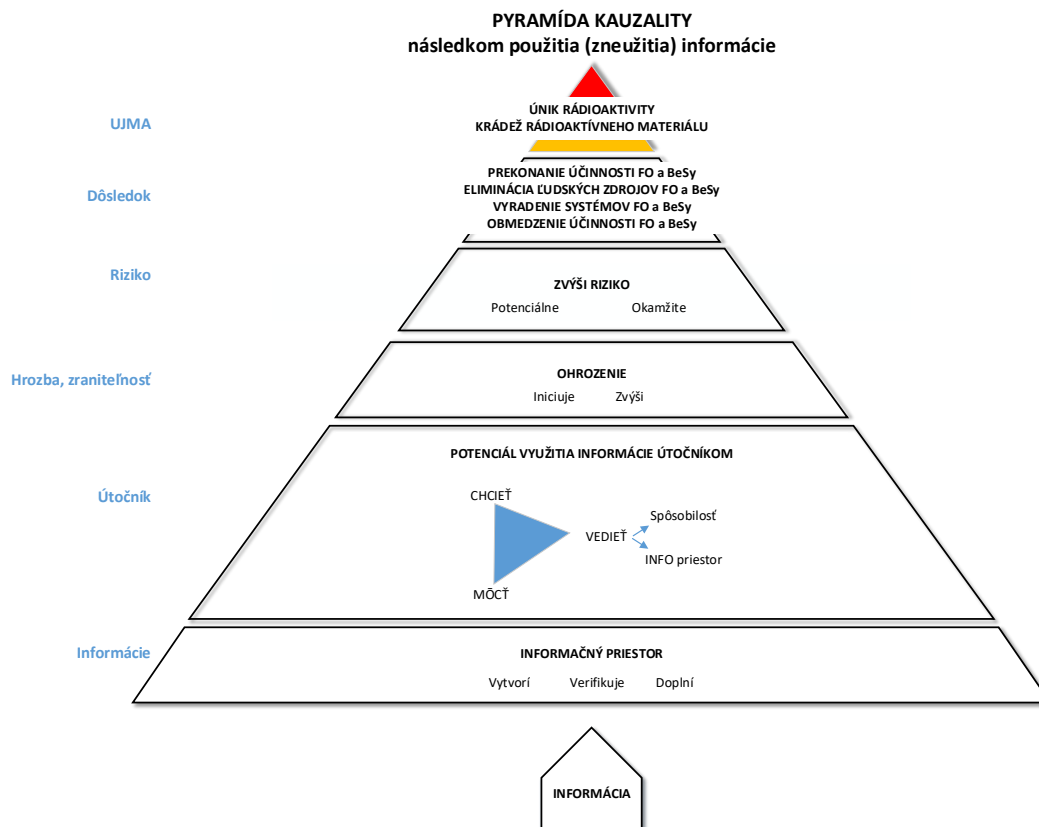 PYRAMÍDA KAUZALITY
následkom použitia (zneužitia) informácie
UJMA
ÚNIK RÁDIOAKTIVITY
KRÁDEŽ RÁDIOAKTÍVNEHO MATERIÁLU
Dôsledok
PREKONANIE ÚČINNOSTI FO a BeSy
ELIMINÁCIA ĽUDSKÝCH ZDROJOV FO a BeSy
VYRADENIE SYSTÉMOV FO a BeSy
OBMEDZENIE ÚČINNOSTI FO a BeSy
Riziko
ZVÝŠI RIZIKO
Potenciálne Okamžite
Hrozba, zraniteľnosť
OHROZENIE
Iniciuje Zvýši
Útočník
POTENCIÁL VYUŽITIA INFORMÁCIE ÚTOČNÍKOM
CHCIEŤ
Spôsobilosť
VEDIEŤ
INFO priestor
MÔCŤ
Informácie
INFORMAČNÝ PRIESTOR
Vytvorí Verifikuje Doplní
INFORMÁCIA